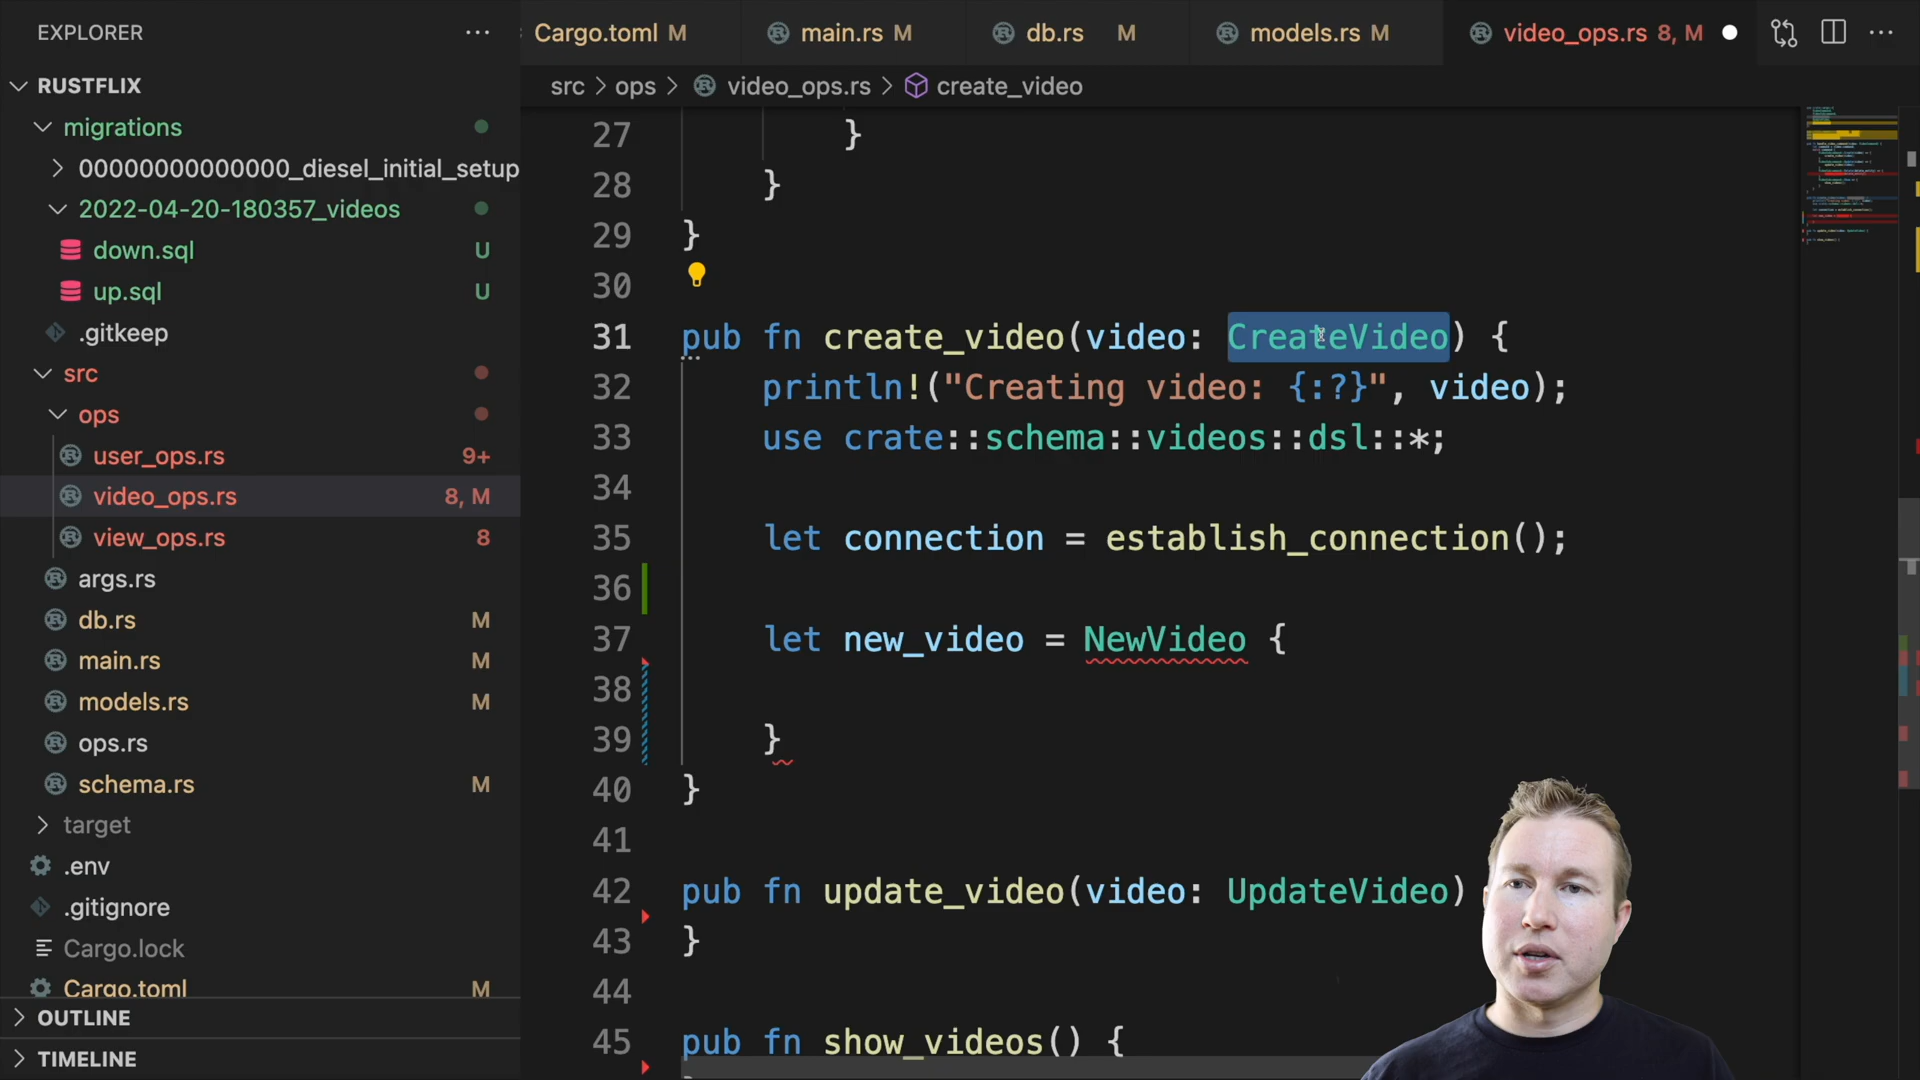 EXPLORER
RUSTFLIX
migrations
00000000000000_diesel_initial_setup
2022-04-20-180357_videos
down.sql U
up.sql U
.gitkeep
src
ops
user_ops.rs 9+
video_ops.rs 8, M
view_ops.rs 8
args.rs
db.rs M
main.rs M
models.rs M
ops.rs
schema.rs M
target
.env
.gitignore
Cargo.lock
Cargo.toml M
OUTLINE
TIMELINE
Cargo.toml M main.rs M db.rs M models.rs M video_ops.rs 8, M
src > ops > video_ops.rs > create_video
27 }
28 }
29 }
30
31 pub fn create_video(video: CreateVideo) {
32 println!("Creating video: {:?}", video);
33 use crate::schema::videos::dsl::*;
34
35 let connection = establish_connection();
36
37 let new_video = NewVideo {
38
39 }
40 }
41
42 pub fn update_video(video: UpdateVideo)
43 }
44
45 pub fn show_videos() {